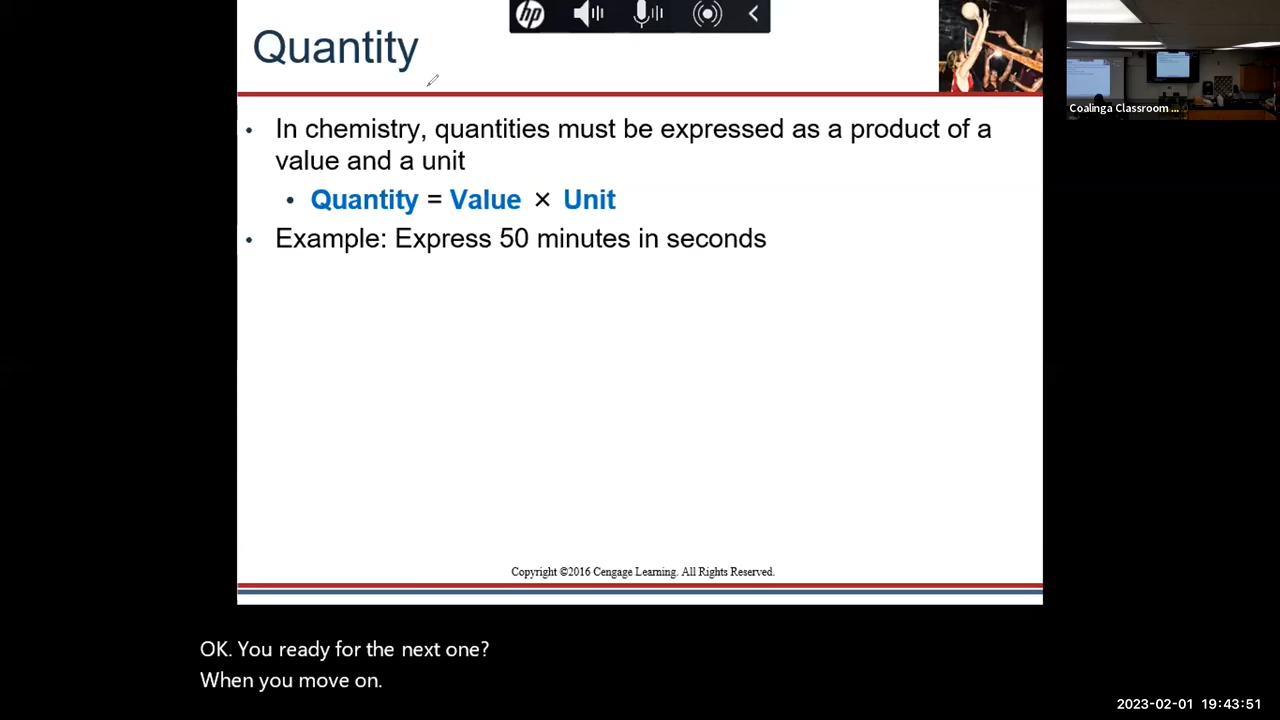 hp
Quantity
Coalinga Classroom ...
• In chemistry, quantities must be expressed as a product of a
value and a unit
• Quantity = Value × Unit
• Example: Express 50 minutes in seconds
Copyright ©2016 Cengage Learning. All Rights Reserved.
OK. You ready for the next one?
When you move on.
2023-02-01 19:43:51